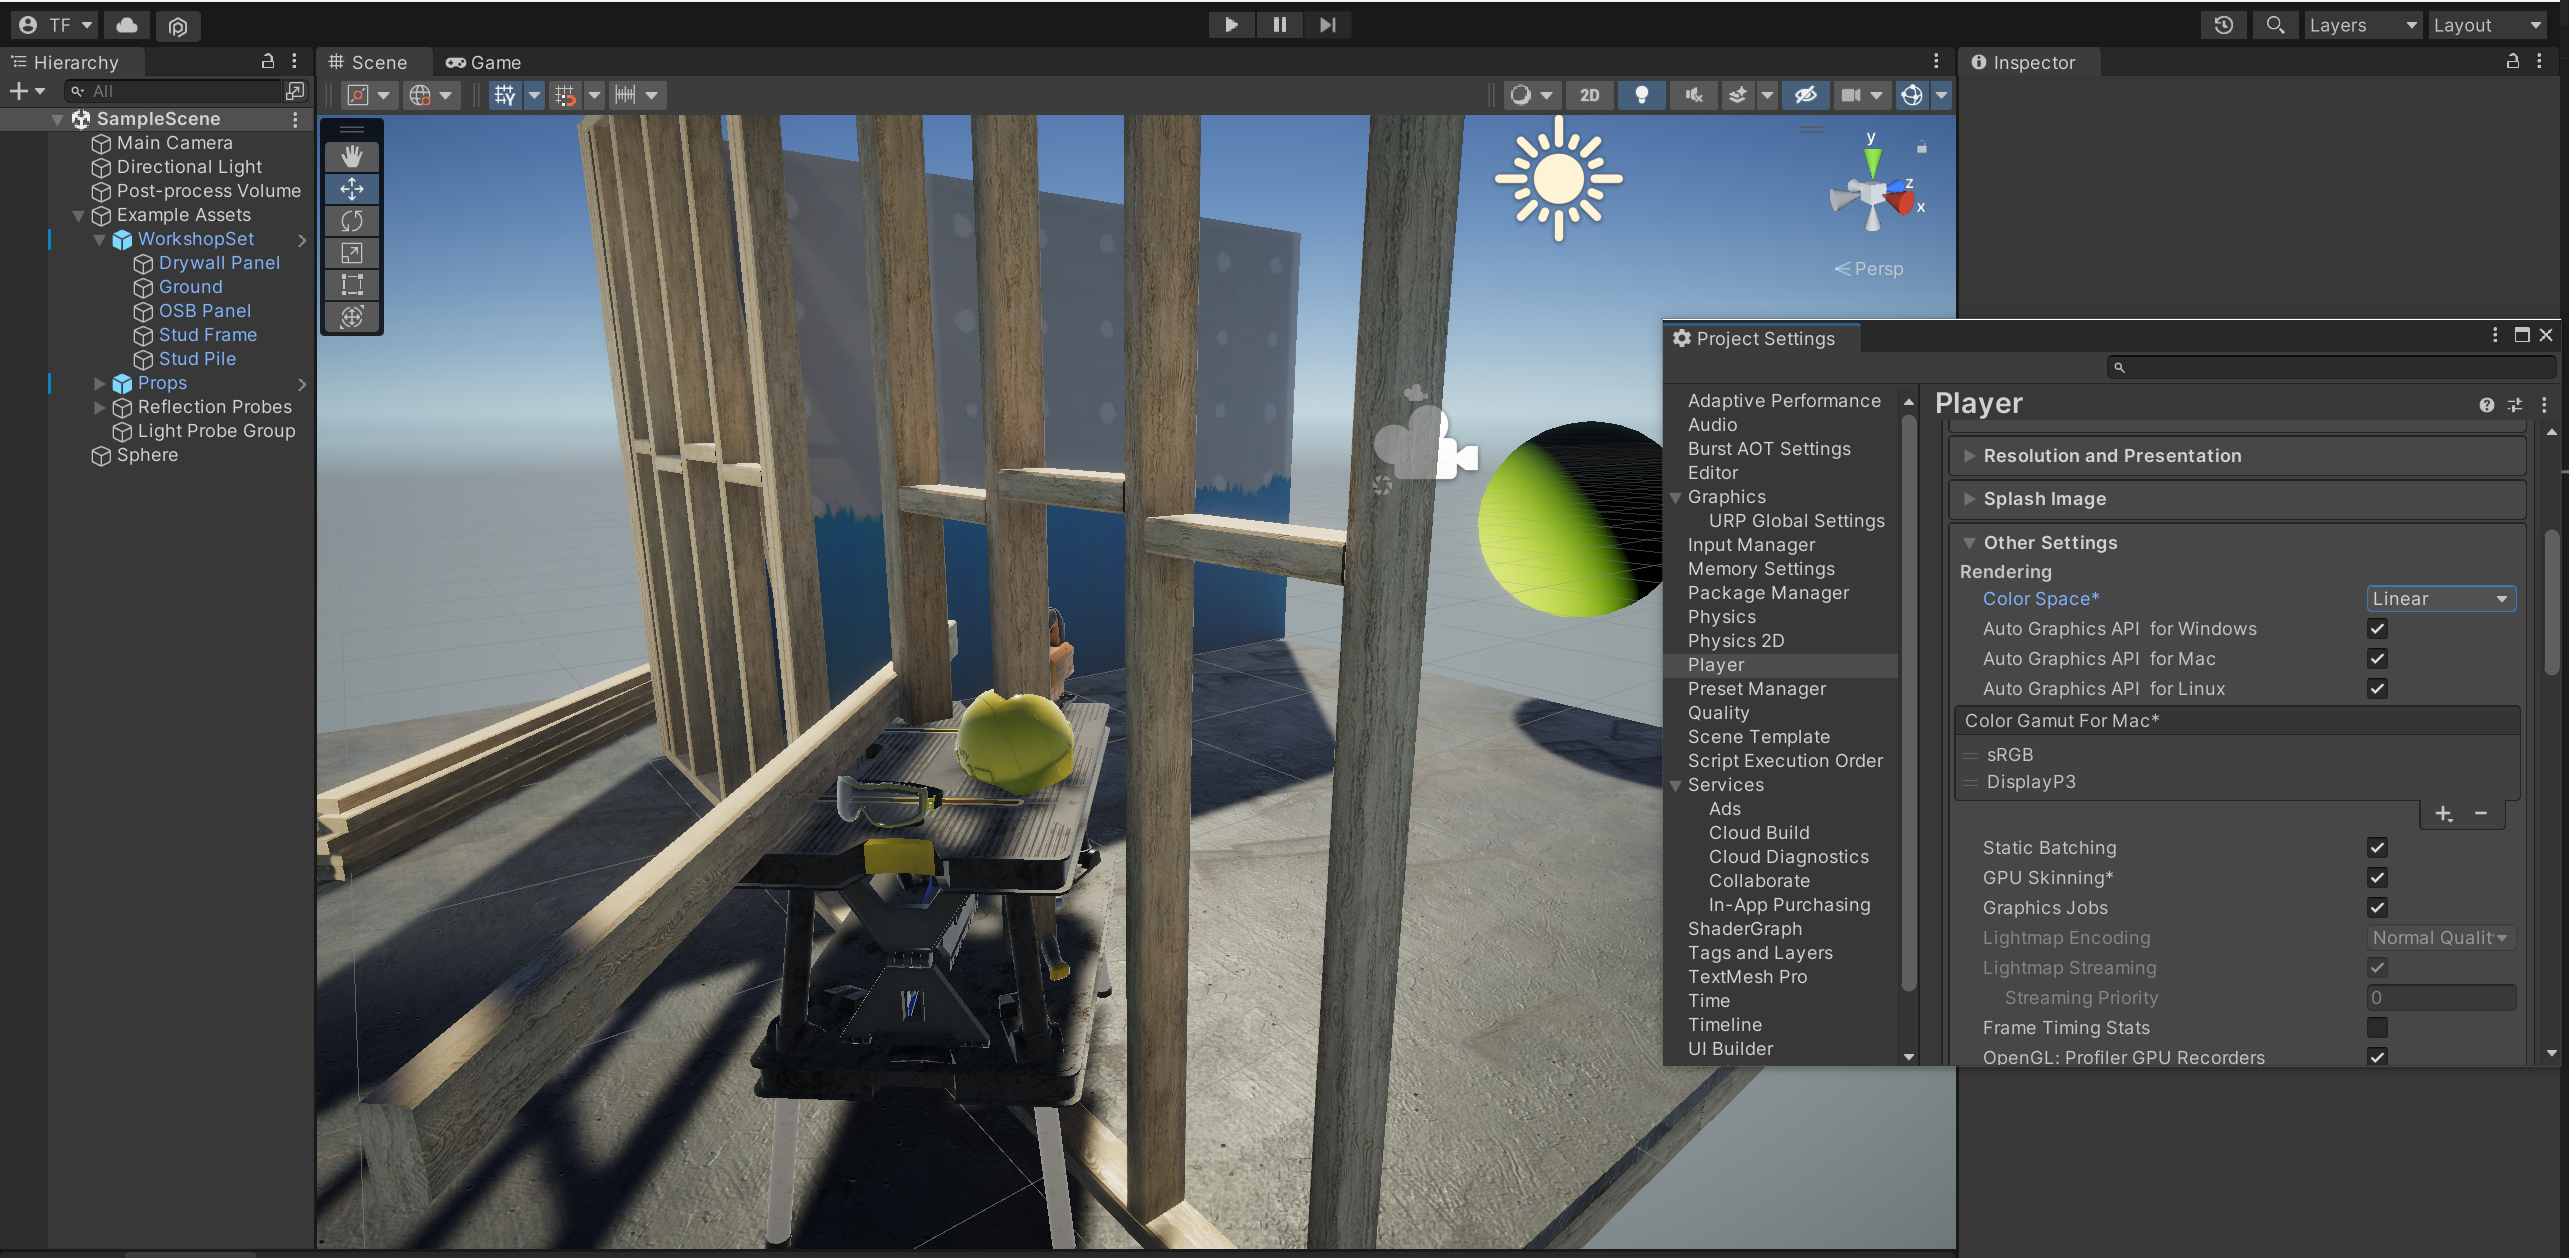 TF
Layers
Layout
Hierarchy
Scene
Game
Inspector
All
2D
SampleScene
Main Camera
Directional Light
Post-process Volume
Example Assets
WorkshopSet
Drywall Panel
Ground
OSB Panel
Stud Frame
Stud Pile
Props
Reflection Probes
Light Probe Group
Sphere
y
z
x
Persp
Project Settings
Adaptive Performance
Audio
Burst AOT Settings
Editor
Graphics
URP Global Settings
Input Manager
Memory Settings
Package Manager
Physics
Physics 2D
Player
Preset Manager
Quality
Scene Template
Script Execution Order
Services
Ads
Cloud Build
Cloud Diagnostics
Collaborate
In-App Purchasing
ShaderGraph
Tags and Layers
TextMesh Pro
Time
Timeline
UI Builder
Player
Resolution and Presentation
Splash Image
Other Settings
Rendering
Color Space* Linear
Auto Graphics API  for Windows
Auto Graphics API  for Mac
Auto Graphics API  for Linux
Color Gamut For Mac*
sRGB
DisplayP3
Static Batching
GPU Skinning*
Graphics Jobs
Lightmap Encoding Normal Qualit
Lightmap Streaming
Streaming Priority 0
Frame Timing Stats
OpenGL: Profiler GPU Recorders